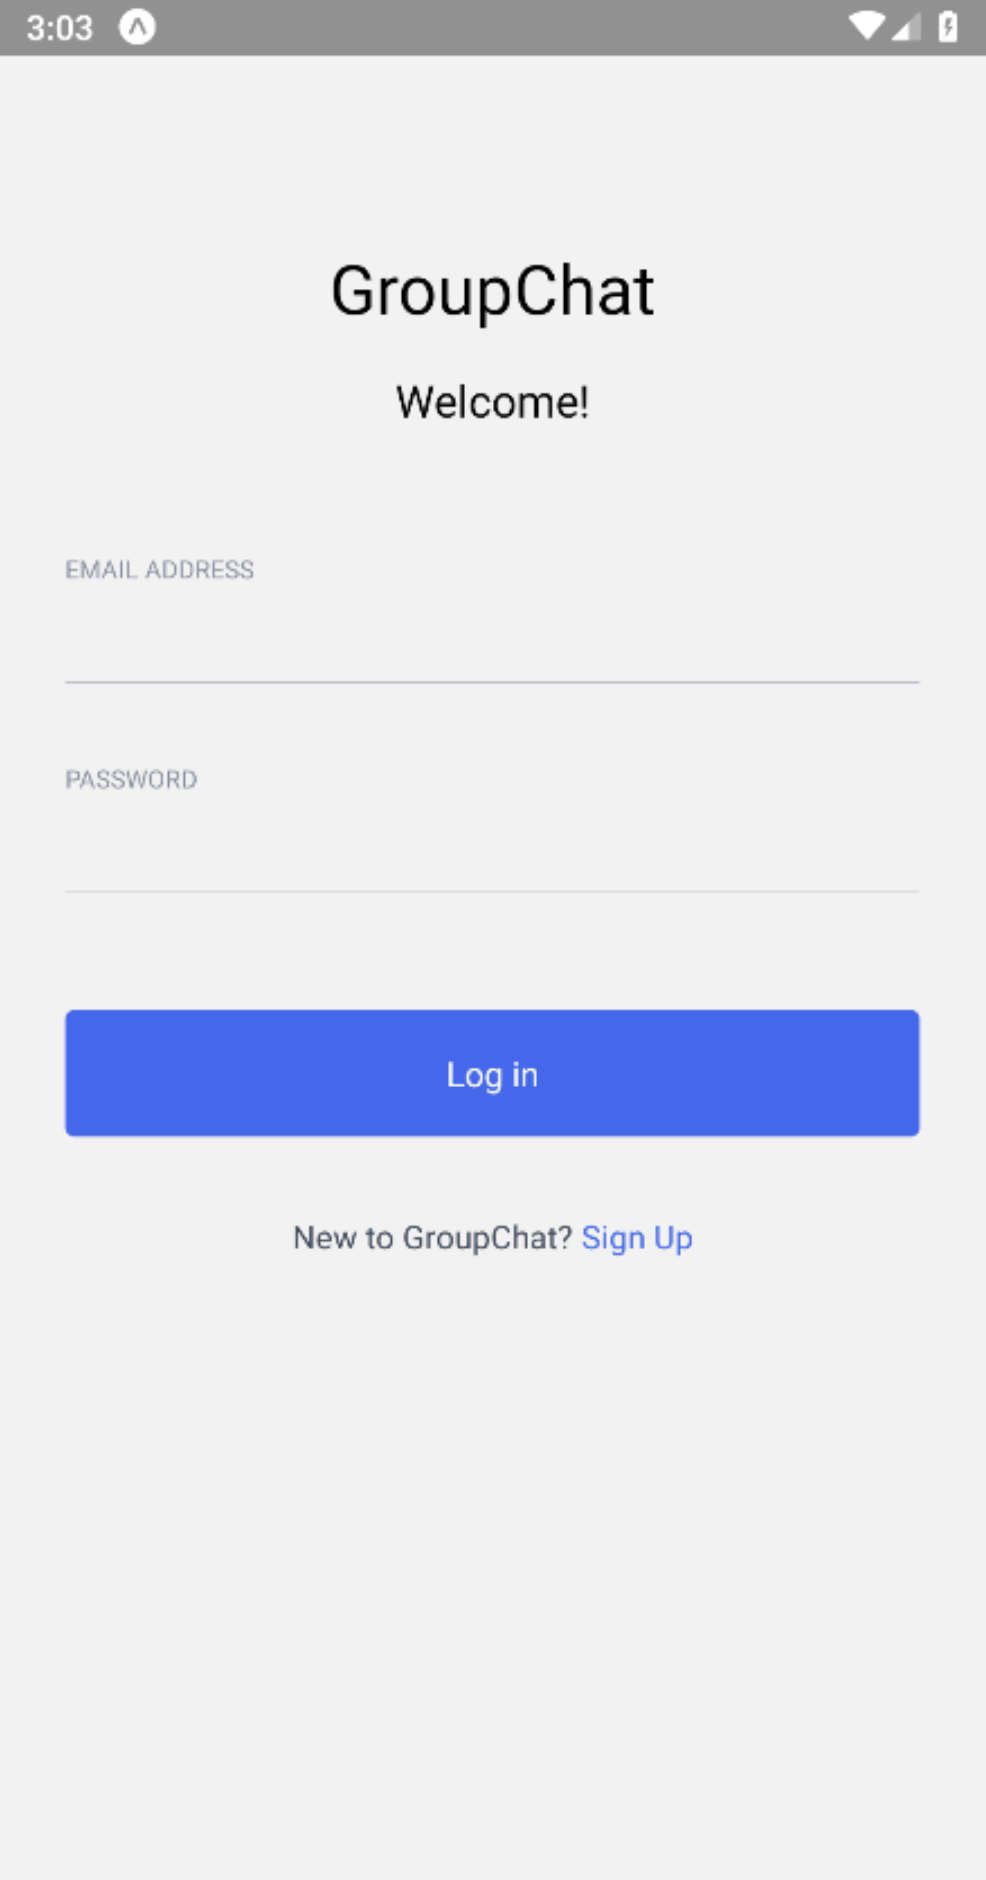 3:03
GroupChat
Welcome!
EMAIL ADDRESS
PASSWORD
Log in
New to GroupChat? Sign Up